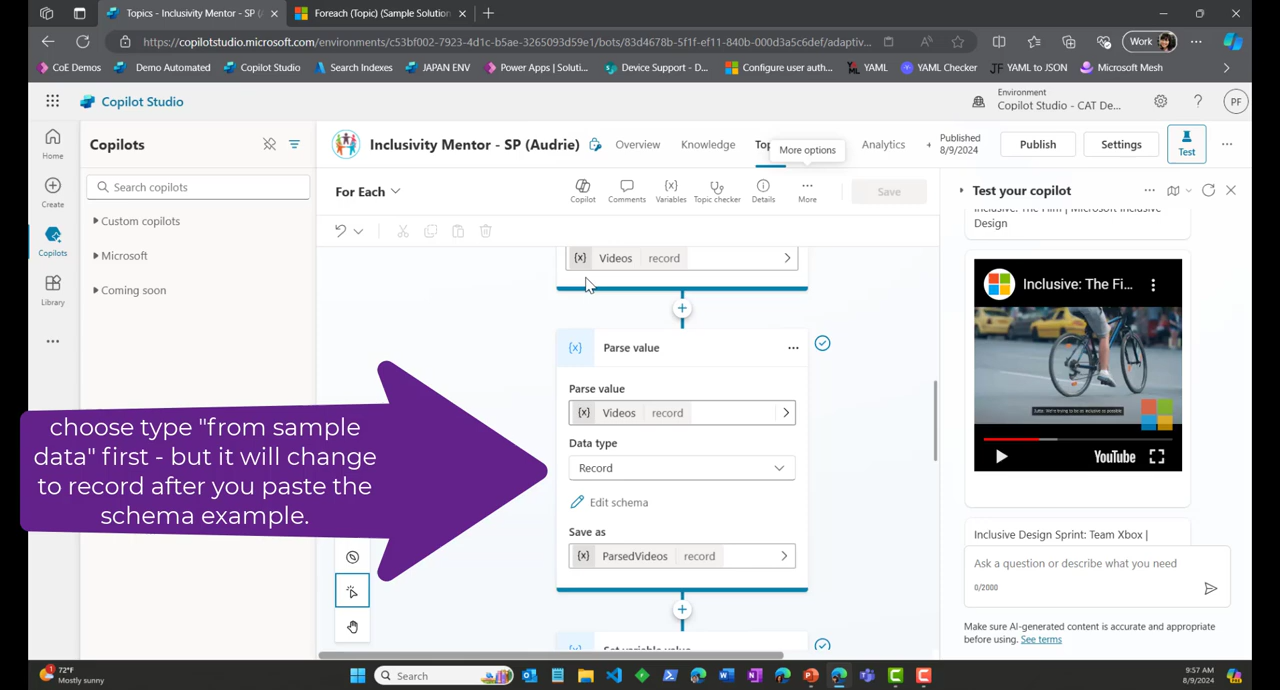 Topics - Inclusivity Mentor - SP (
Foreach (Topic) (Sample Solution
https://copilotstudio.microsoft.com/environments/c53bf002-7923-4d1c-b5ae-3265093d59e1/bots/83d4678b-5f1f-ef11-840b-000d3a5c6def/adaptiv...
Work
CoE Demos
Demo Automated
Copilot Studio
Search Indexes
JAPAN ENV
Power Apps | Soluti...
Device Support - D...
Configure user auth...
YAML
YAML Checker
JF YAML to JSON
Microsoft Mesh
Copilot Studio
Environment
Copilot Studio - CAT De...
PF
Home
Create
Copilots
Library
Copilots
Search copilots
Custom copilots
Microsoft
Coming soon
Inclusivity Mentor - SP (Audrie)
Overview
Knowledge
Top
More options
Analytics
Published
8/9/2024
Publish
Settings
Test
For Each
Copilot
Comments
Variables
Topic checker
Details
More
Save
{x} Videos record
{x} Parse value
Parse value
{x} Videos record
Data type
Record
Edit schema
Save as
{x} ParsedVideos record
Set variable value
choose type "from sample
data" first - but it will change
to record after you paste the
schema example.
Test your copilot
Inclusive: The Film | Microsoft Inclusive
Design
Inclusive: The Fi...
YouTube
Inclusive Design Sprint: Team Xbox |
Ask a question or describe what you need
0/2000
Make sure AI-generated content is accurate and appropriate
before using. See terms
72°F
Mostly sunny
Search
9:57 AM
8/9/2024